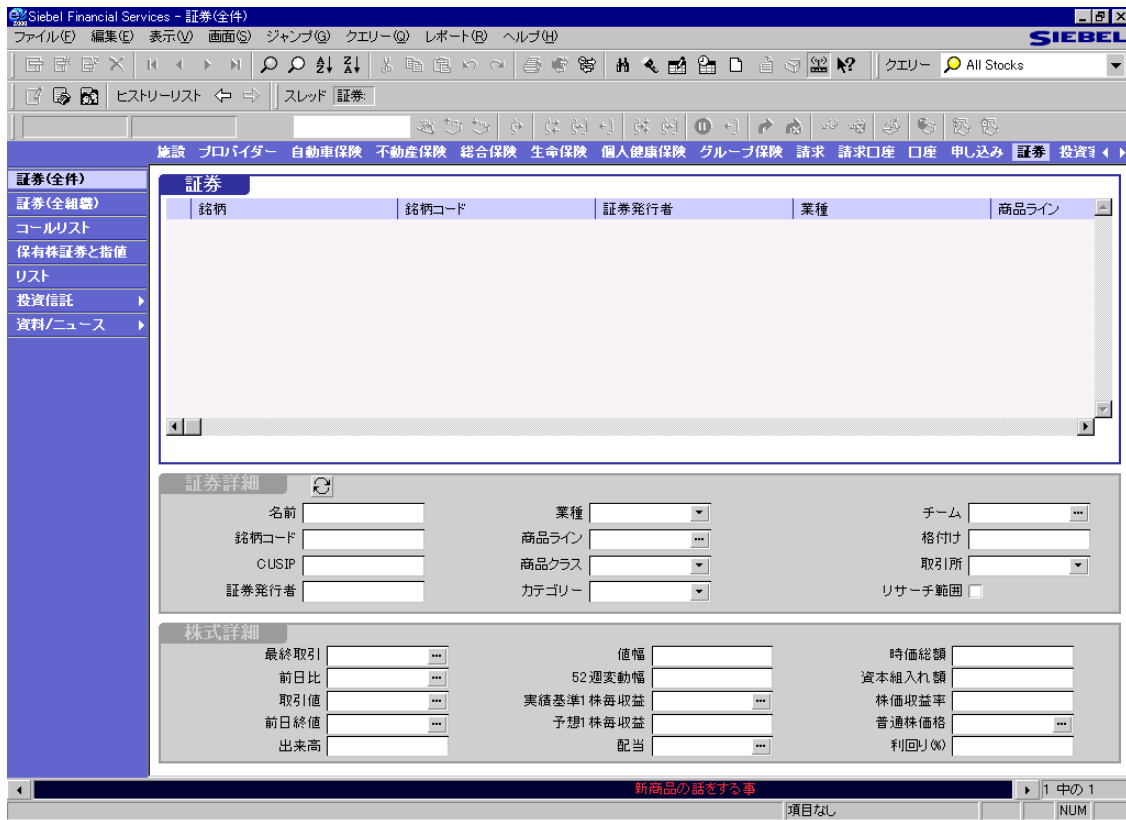 Siebel Financial Services - 証券(全件)
ファイル(F) 編集(E) 表示(V) 画面(S) ジャンプ(G) クエリー(Q) レポート(R) ヘルプ(H)
SIEBEL
クエリー All Stocks
ヒストリーリスト スレッド 証券:
施設 プロバイダー 自動車保険 不動産保険 総合保険 生命保険 個人健康保険 グループ保険 請求 請求口座 口座 申し込み 証券
証券(全件)
証券(全組織)
コールリスト
保有株証券と指値
リスト
投資信託
資料/ニュース
証券
銘柄 銘柄コード 証券発行者 業種 商品ライン
証券詳細
名前 業種 チーム
銘柄コード 商品ライン 格付け
CUSIP 商品クラス 取引所
証券発行者 カテゴリー リサーチ範囲
株式詳細
最終取引 値幅 時価総額
前日比 52週変動幅 資本組入れ額
取引値 実績基準1株毎収益 株価収益率
前日終値 予想1株毎収益 普通株価格
出来高 配当 利回り(%)
新商品の話をする事
1 中の 1
項目なし NUM